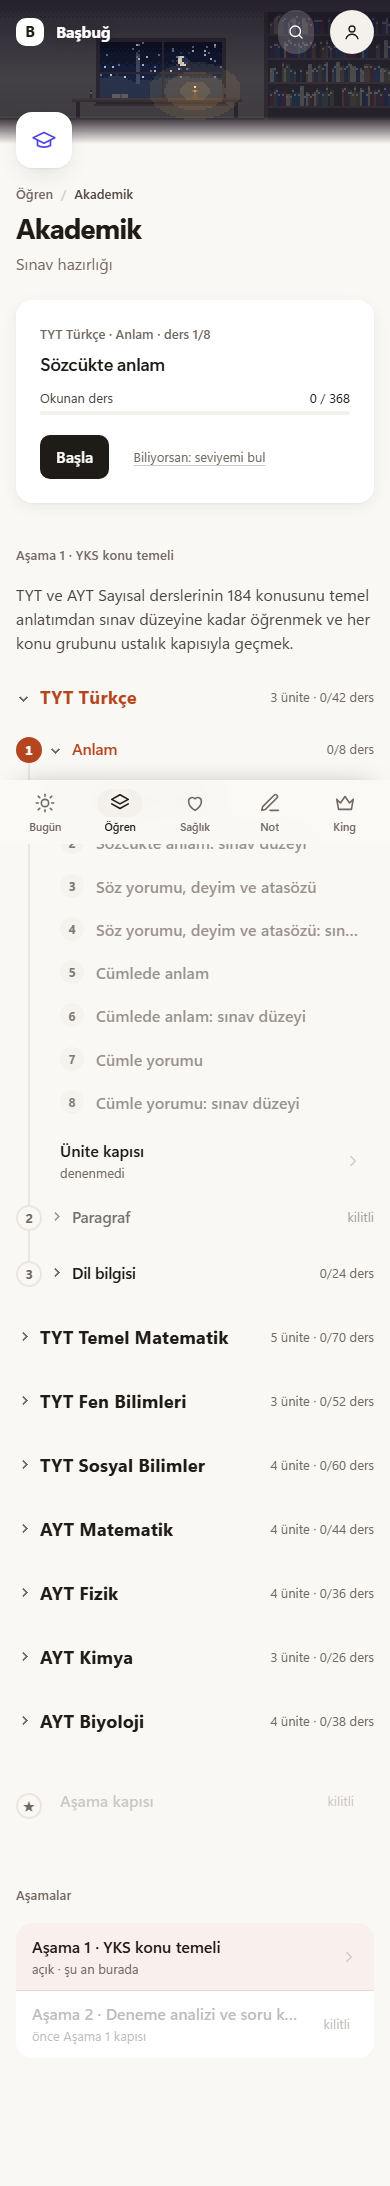 B Başbuğ
Öğren / Akademik
Akademik
Sınav hazırlığı
TYT Türkçe · Anlam · ders 1/8
Sözcükte anlam
Okunan ders 0 / 368
Başla Biliyorsan: seviyemi bul
Aşama 1 · YKS konu temeli
TYT ve AYT Sayısal derslerinin 184 konusunu temel
anlatımdan sınav düzeyine kadar öğrenmek ve her
konu grubunu ustalık kapısıyla geçmek.
TYT Türkçe 3 ünite · 0/42 ders
1 Anlam 0/8 ders
Bugün Öğren Sağlık Not King
2 Sözcükte anlam: sınav düzeyi
3 Söz yorumu, deyim ve atasözü
4 Söz yorumu, deyim ve atasözü: sın...
5 Cümlede anlam
6 Cümlede anlam: sınav düzeyi
7 Cümle yorumu
8 Cümle yorumu: sınav düzeyi
Ünite kapısı
denenmedi
2 Paragraf kilitli
3 Dil bilgisi 0/24 ders
TYT Temel Matematik 5 ünite · 0/70 ders
TYT Fen Bilimleri 3 ünite · 0/52 ders
TYT Sosyal Bilimler 4 ünite · 0/60 ders
AYT Matematik 4 ünite · 0/44 ders
AYT Fizik 4 ünite · 0/36 ders
AYT Kimya 3 ünite · 0/26 ders
AYT Biyoloji 4 ünite · 0/38 ders
Aşama kapısı kilitli
Aşamalar
Aşama 1 · YKS konu temeli
açık · şu an burada
Aşama 2 · Deneme analizi ve soru k... kilitli
önce Aşama 1 kapısı